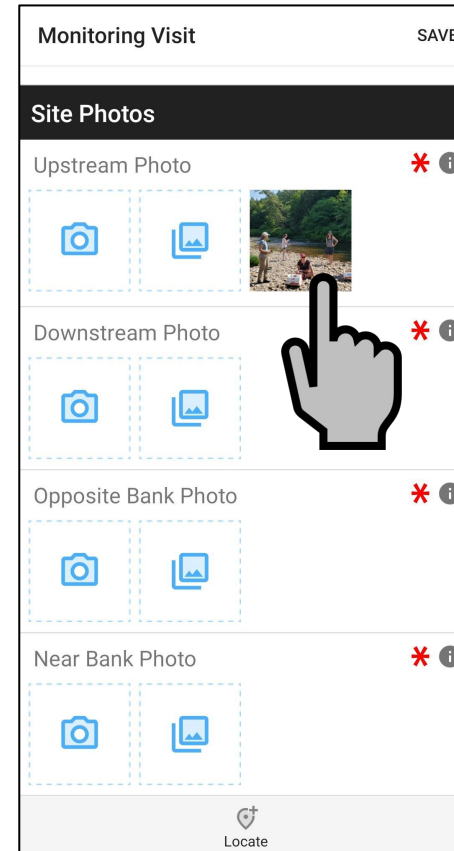 Monitoring Visit SAVE
Site Photos
Upstream Photo
Downstream Photo
Opposite Bank Photo
Near Bank Photo
Locate